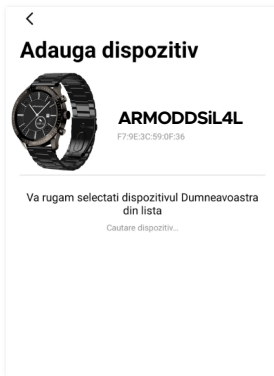 Adauga dispozitiv
ARMODDSiL4L
F7:9E:3C:59:0F:36
Va rugam selectati dispozitivul Dumneavoastra
din lista
Cautare dispozitiv...